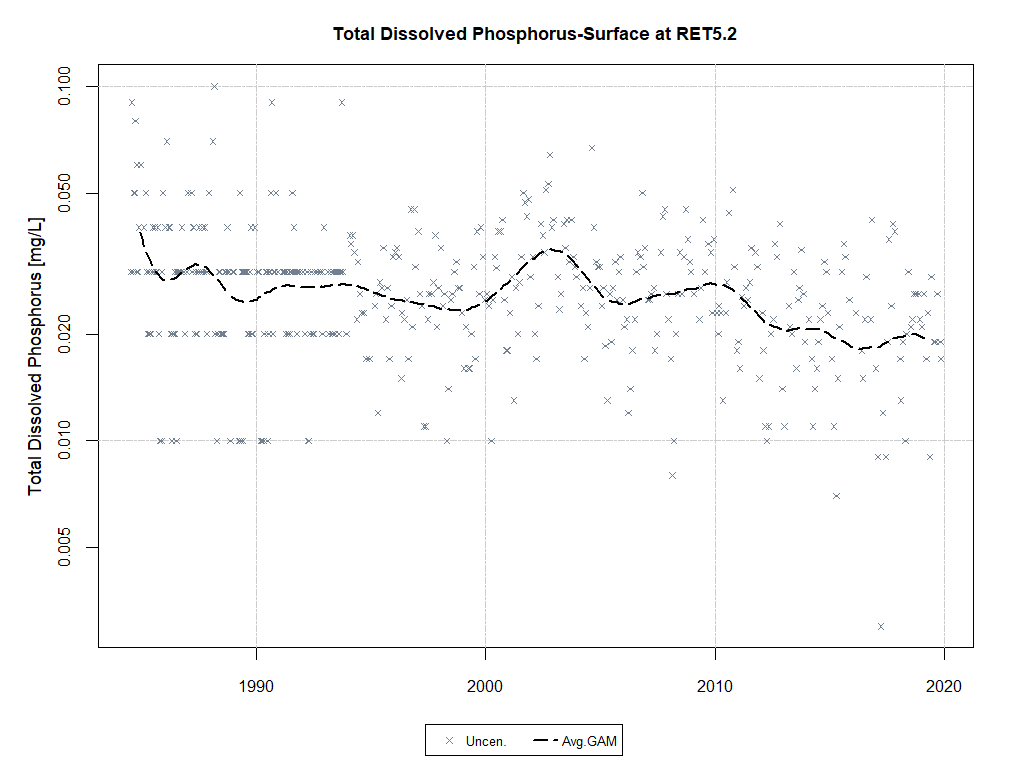 Total Dissolved Phosphorus-Surface at RET5.2
Total Dissolved Phosphorus [mg/L]
0.100
0.050
0.020
0.010
0.005
1990 2000 2010 2020
Uncen. Avg.GAM